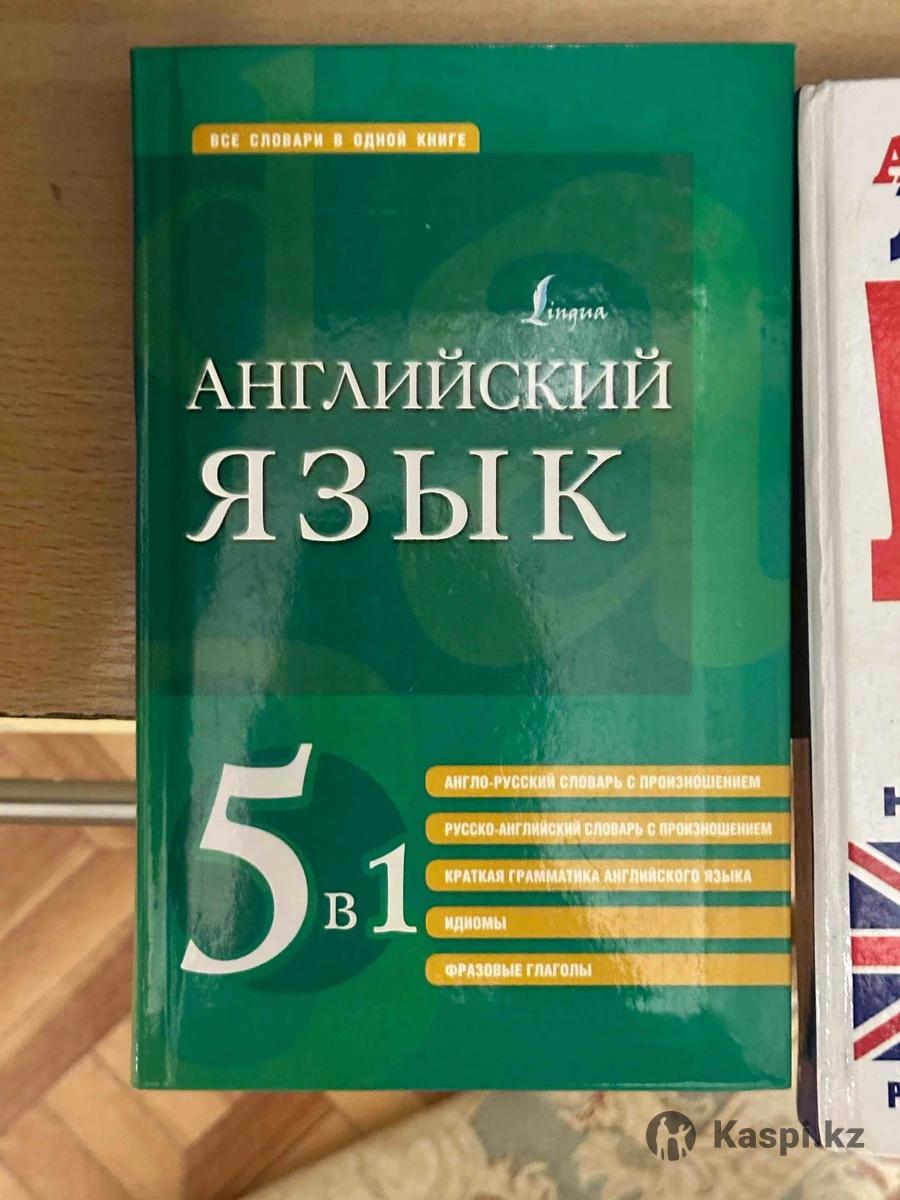 ВСЕ СЛОВАРИ В ОДНОЙ КНИГЕ
Lingua
АНГЛИЙСКИЙ
ЯЗЫК
5 в 1
АНГЛО-РУССКИЙ СЛОВАРЬ С ПРОИЗНОШЕНИЕМ
РУССКО-АНГЛИЙСКИЙ СЛОВАРЬ С ПРОИЗНОШЕНИЕМ
КРАТКАЯ ГРАММАТИКА АНГЛИЙСКОГО ЯЗЫКА
ИДИОМЫ
ФРАЗОВЫЕ ГЛАГОЛЫ
Kaspi.kz